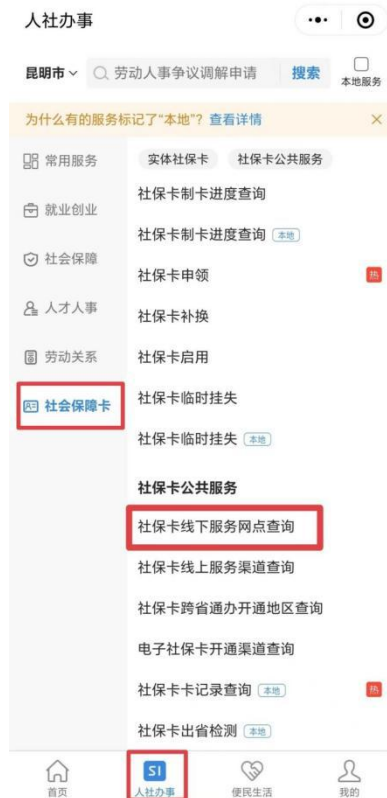 人社办事
昆明市 劳动人事争议调解申请 搜索 本地服务
为什么有的服务标记了“本地”? 查看详情
常用服务
就业创业
社会保障
人才人事
劳动关系
社会保障卡
实体社保卡 社保卡公共服务
社保卡制卡进度查询
社保卡制卡进度查询 本地
社保卡申领 热
社保卡补换
社保卡启用
社保卡临时挂失
社保卡临时挂失 本地
社保卡公共服务
社保卡线下服务网点查询
社保卡线上服务渠道查询
社保卡跨省通办开通地区查询
电子社保卡开通渠道查询
社保卡卡记录查询 本地 热
社保卡出省检测 本地
首页 SI 人社办事 便民生活 我的